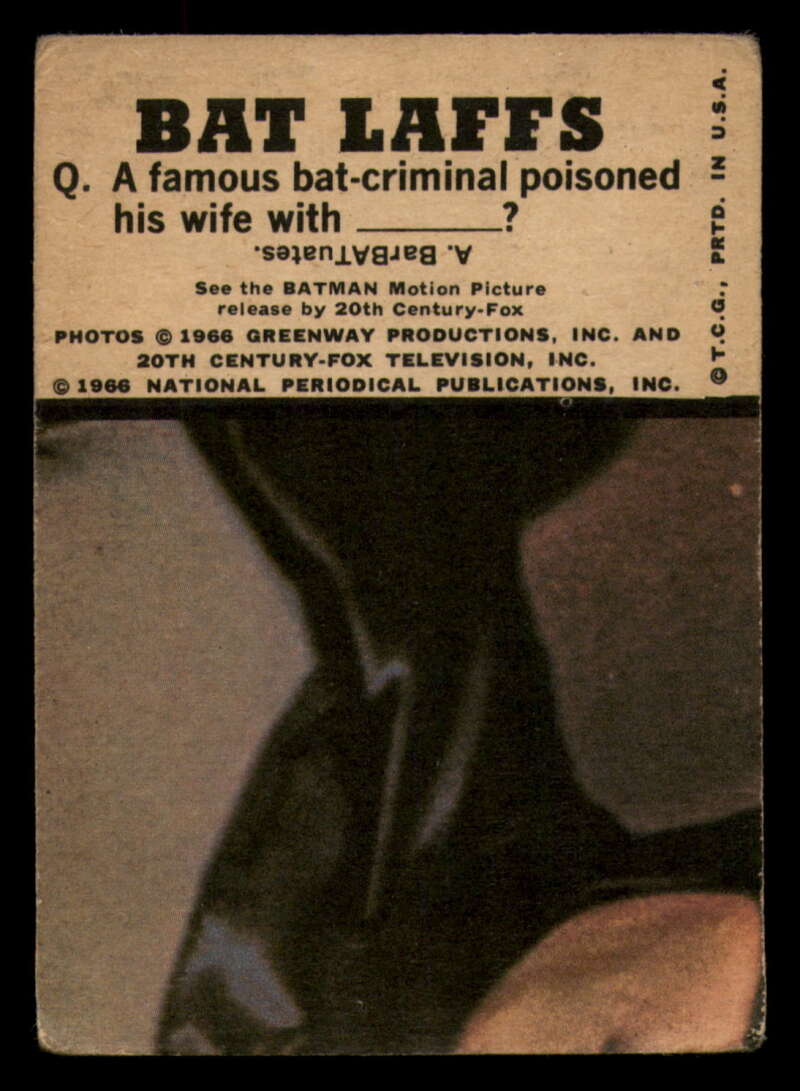 BAT LAFFS
Q. A famous bat-criminal poisoned
his wife with ________?
A. BarBATuates.
See the BATMAN Motion Picture
release by 20th Century-Fox
PHOTOS © 1966 GREENWAY PRODUCTIONS, INC. AND
20TH CENTURY-FOX TELEVISION, INC.
© 1966 NATIONAL PERIODICAL PUBLICATIONS, INC.
© T.C.G., PRTD. IN U.S.A.